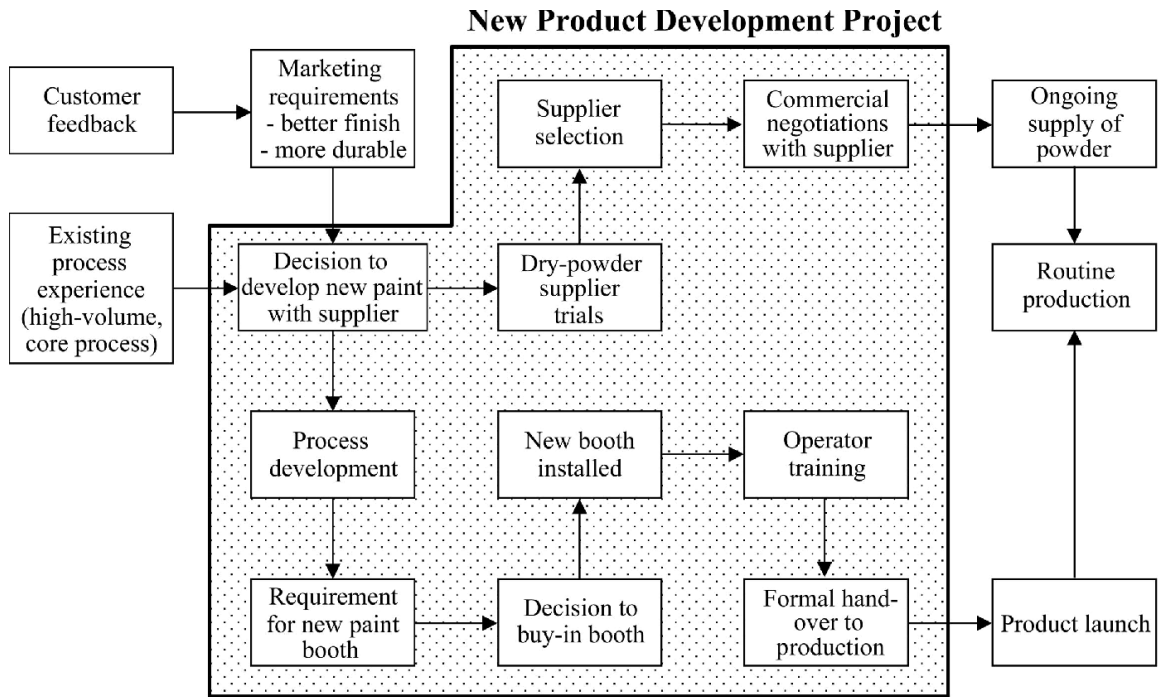 New Product Development Project
Customer
feedback
Marketing
requirements
- better finish
- more durable
Supplier
selection
Commercial
negotiations
with supplier
Ongoing
supply of
powder
Existing
process
experience
(high-volume,
core process)
Decision to
develop new paint
with supplier
Dry-powder
supplier
trials
Routine
production
Process
development
New booth
installed
Operator
training
Requirement
for new paint
booth
Decision to
buy-in booth
Formal hand-
over to
production
Product launch